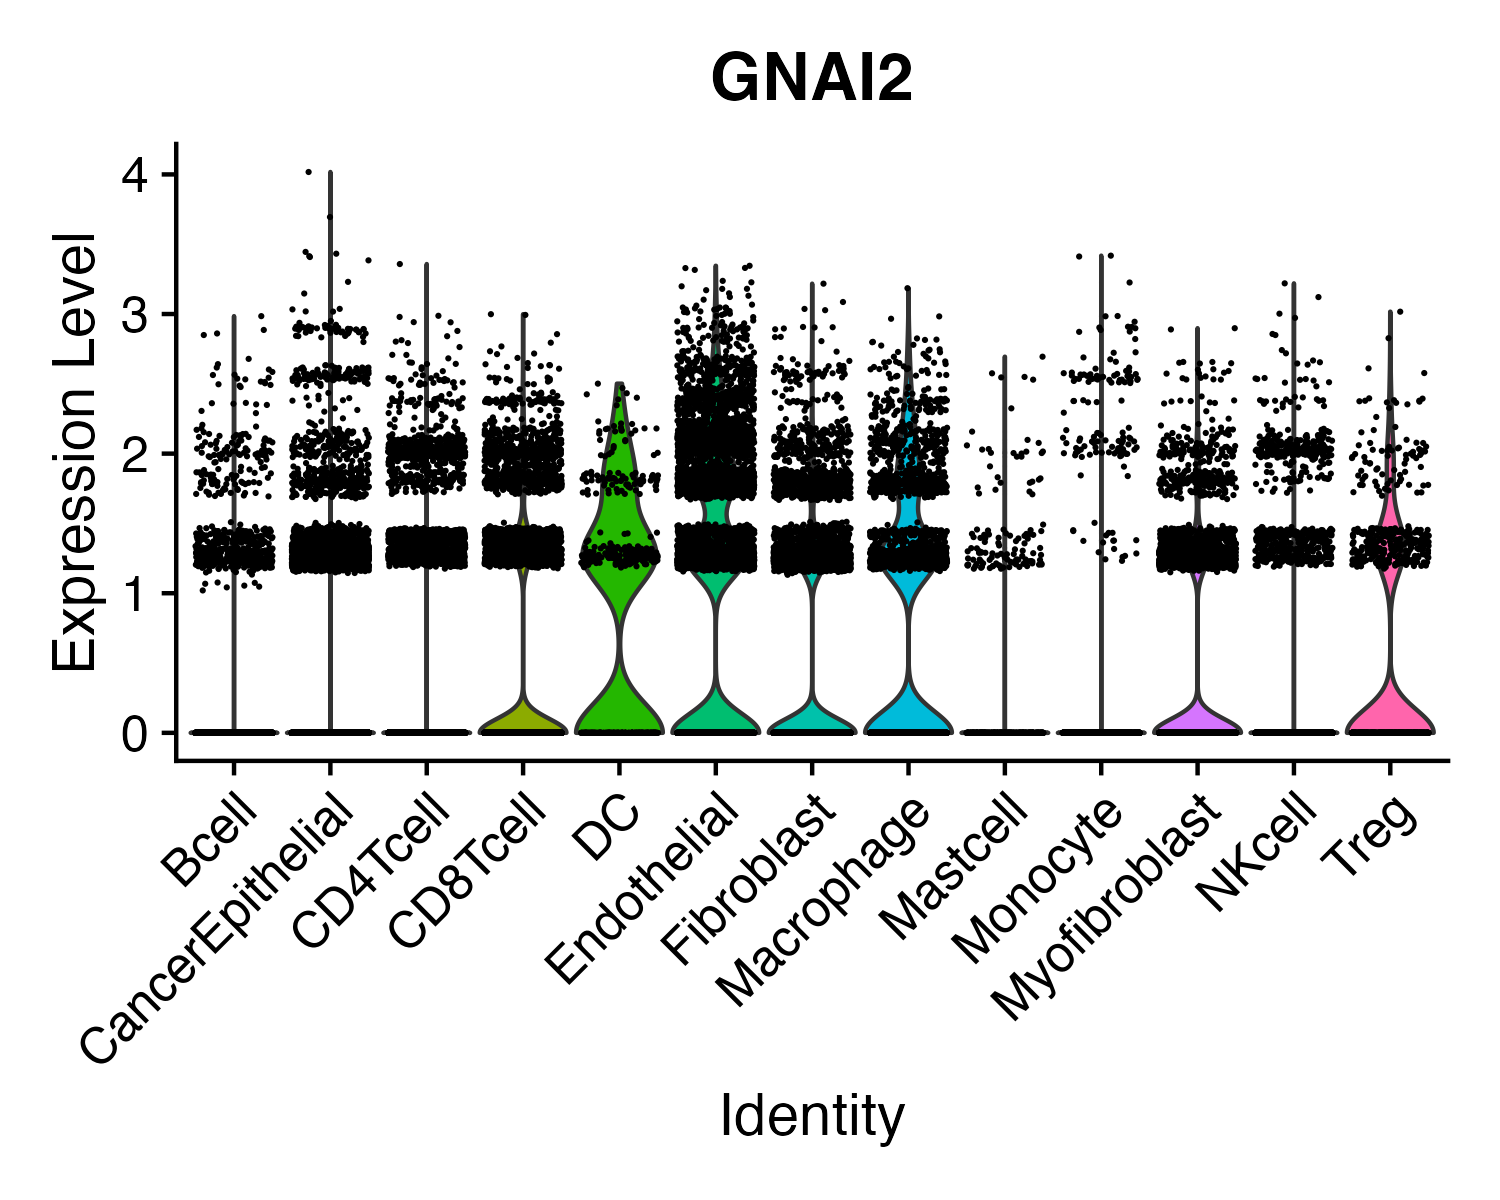 GNAI2
Expression Level
4
3
2
1
0
Bcell
CancerEpithelial
CD4Tcell
CD8Tcell
DC
Endothelial
Fibroblast
Macrophage
Mastcell
Monocyte
Myofibroblast
NKcell
Treg
Identity